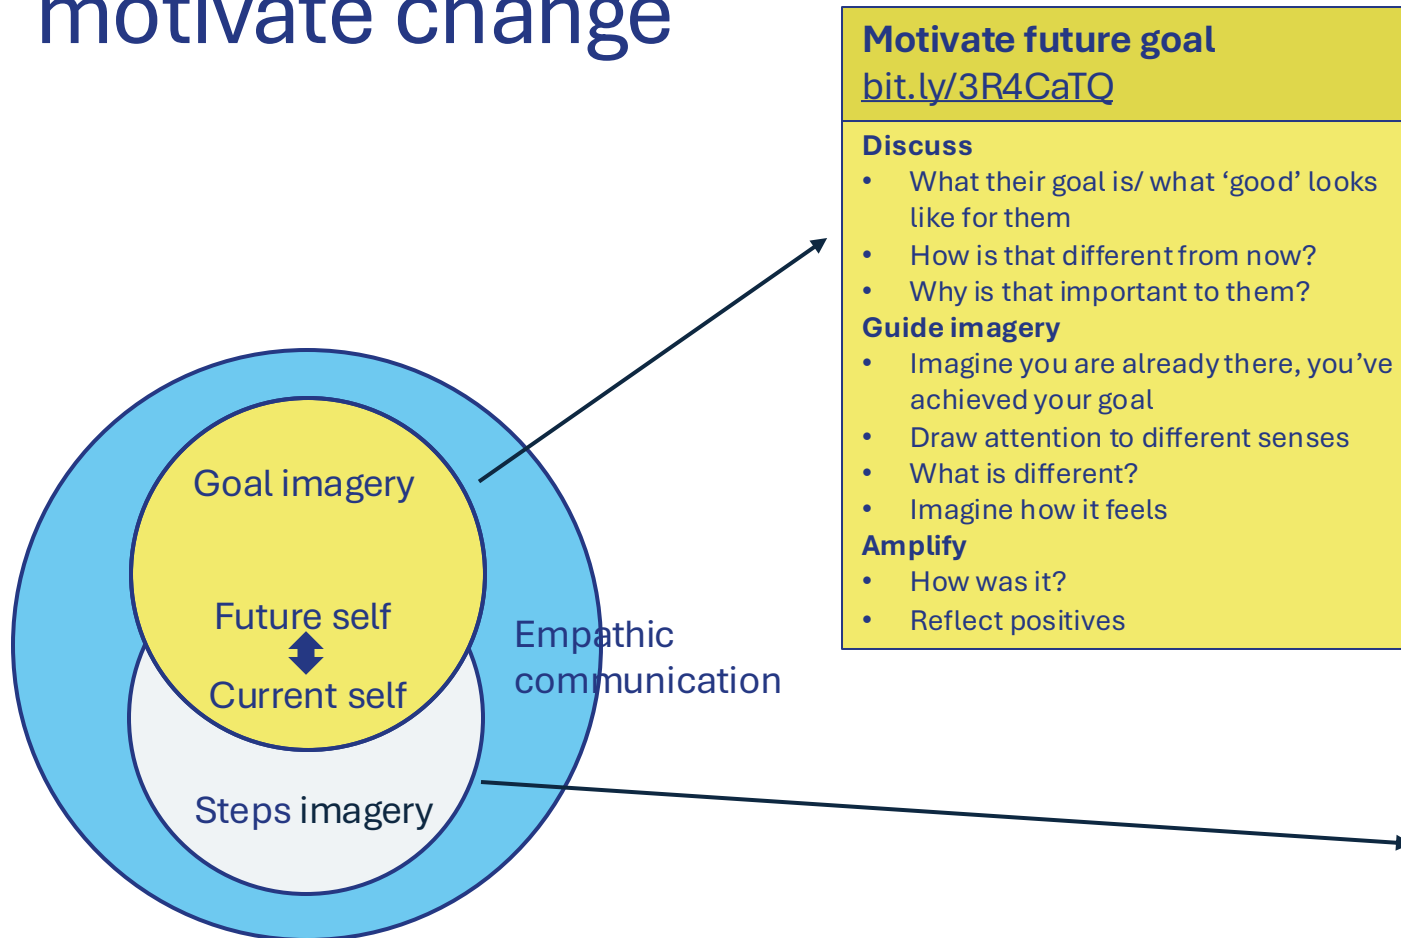 motivate change
Motivate future goal
bit.ly/3R4CaTQ
Discuss
• What their goal is/ what ‘good’ looks
like for them
• How is that different from now?
• Why is that important to them?
Guide imagery
• Imagine you are already there, you’ve
achieved your goal
• Draw attention to different senses
• What is different?
• Imagine how it feels
Amplify
• How was it?
• Reflect positives
Goal imagery
Future self
Current self
Empathic
communication
Steps imagery